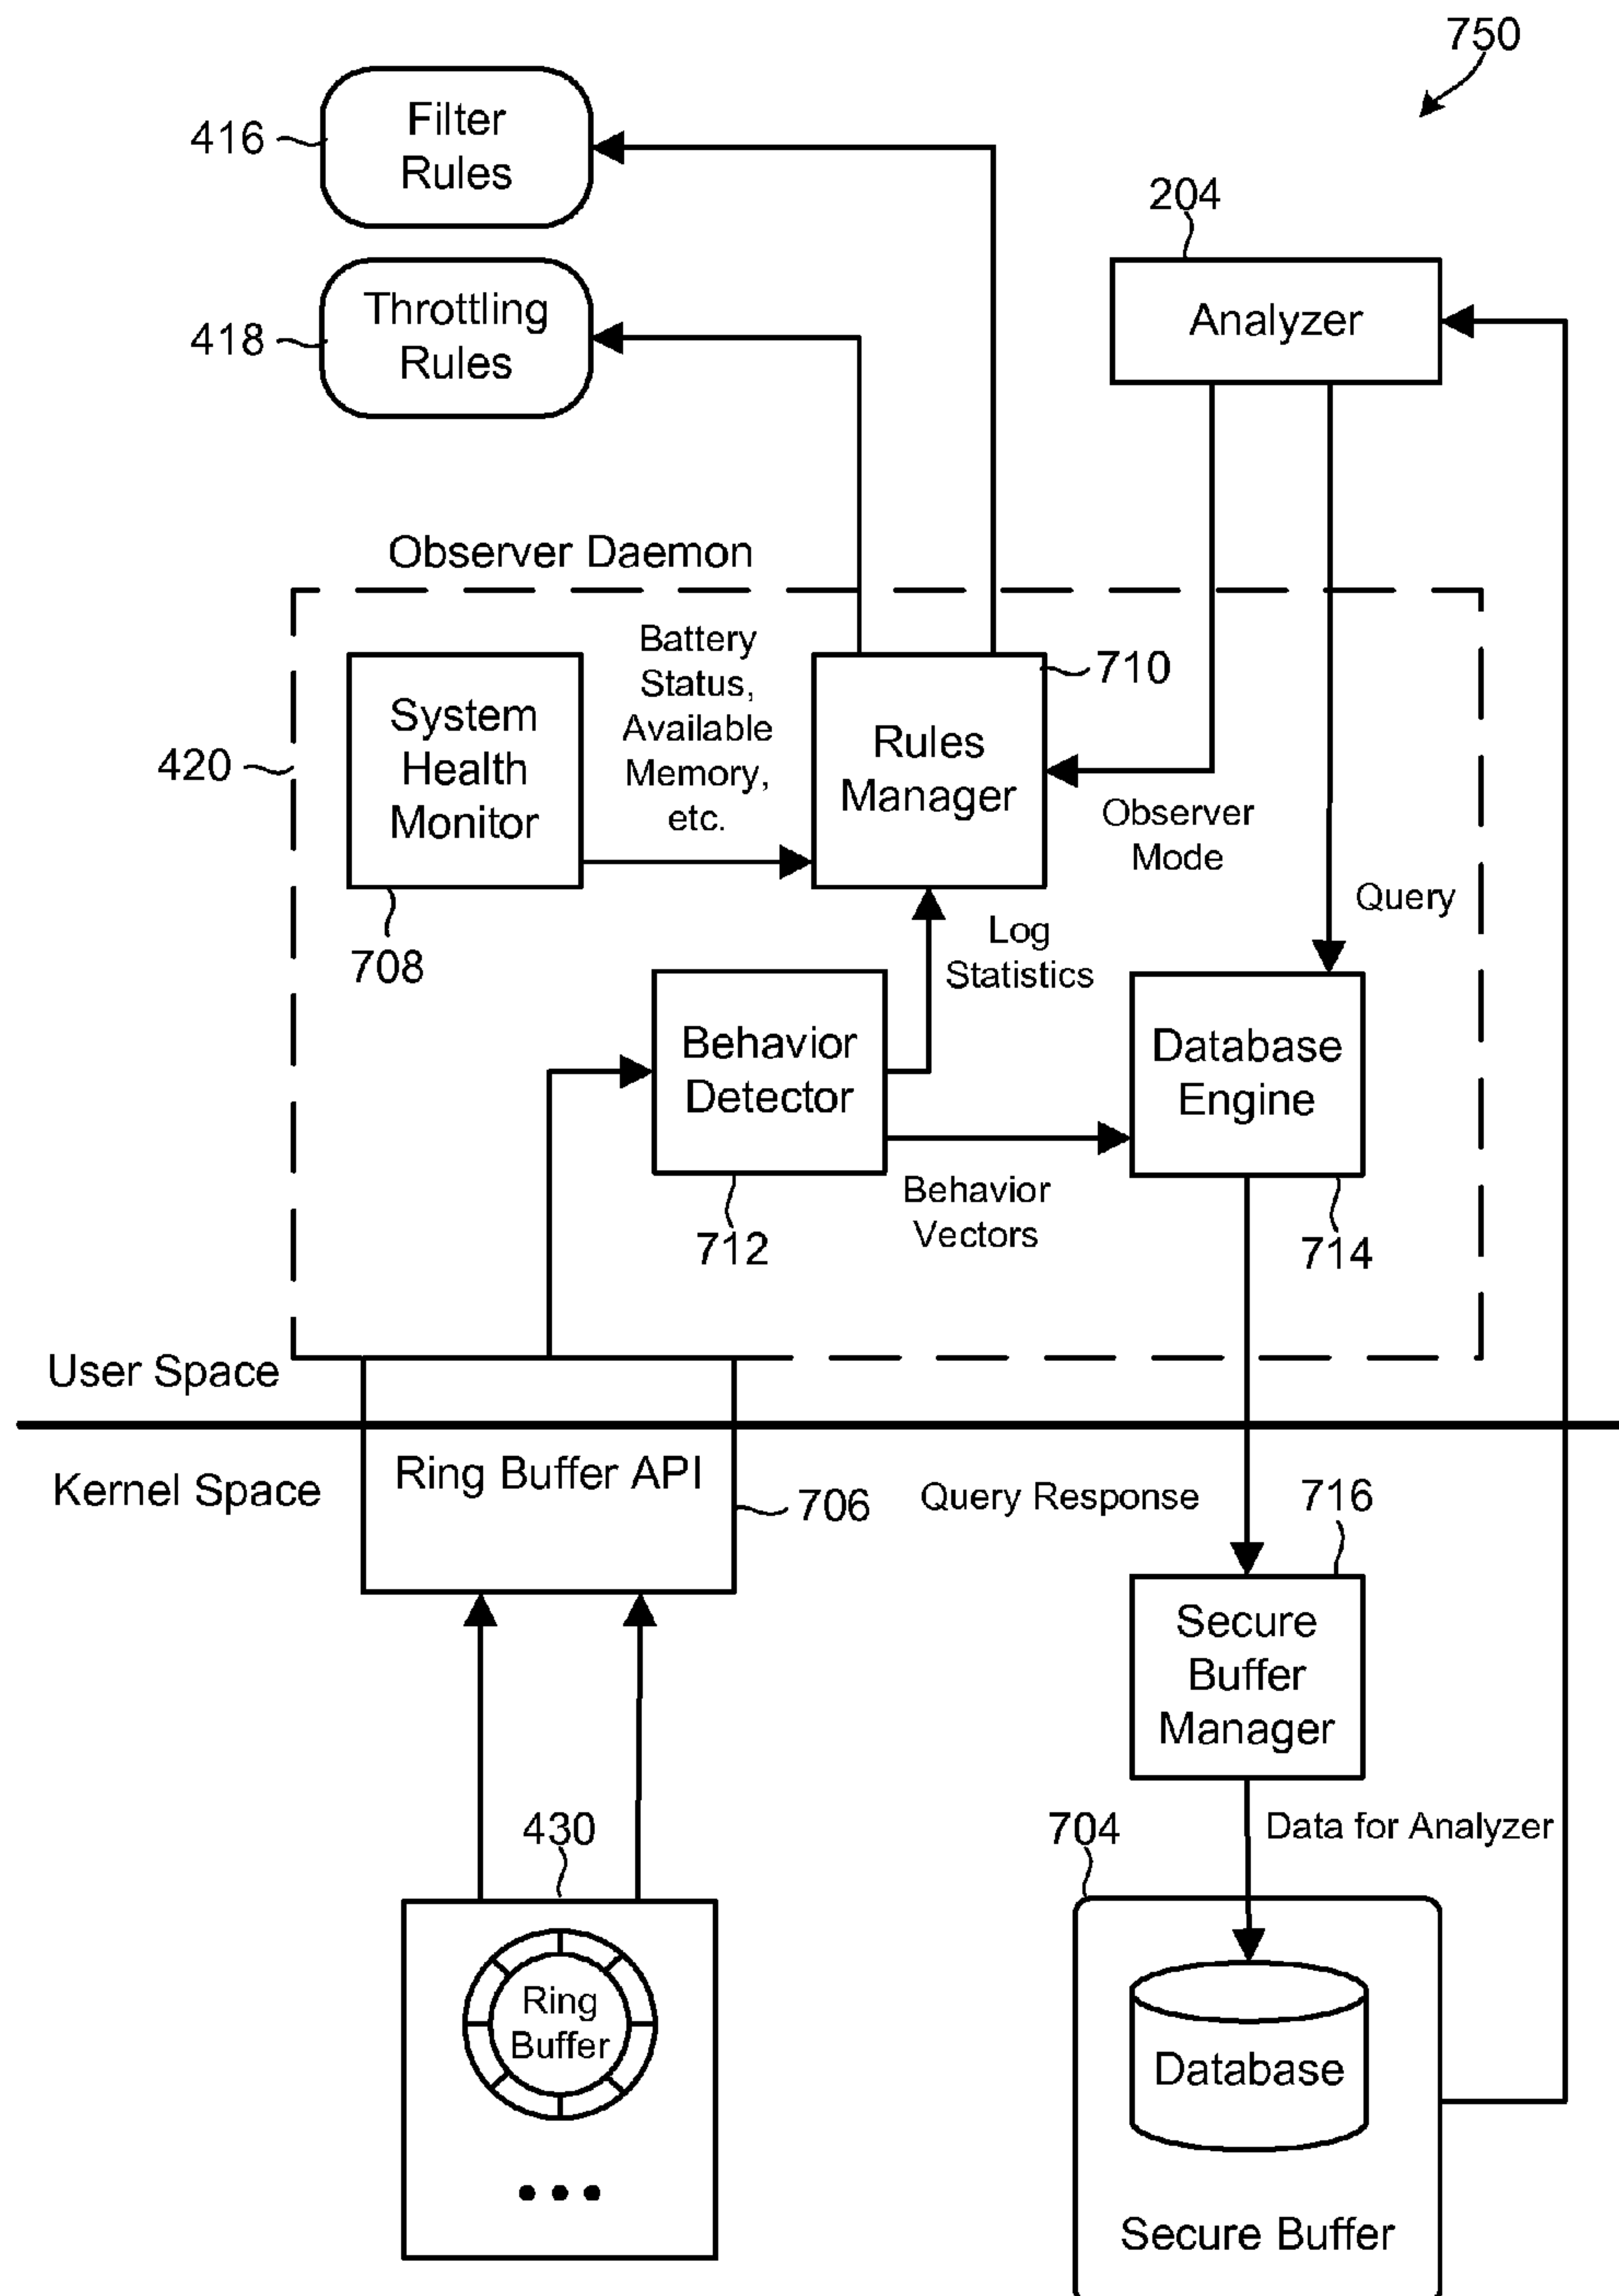 750
Filter
Rules
416
204
Throttling
Rules
418
Analyzer
Observer Daemon
Battery
Status,
Available
Memory,
etc.
710
System
Health
Monitor
Rules
Manager
420
Observer
Mode
Query
708
Log
Statistics
Behavior
Detector
Database
Engine
712
Behavior
Vectors
714
User Space
Kernel Space
Ring Buffer API
706
Query Response
716
Secure
Buffer
Manager
430
704
Data for Analyzer
Ring
Buffer
Database
Secure Buffer